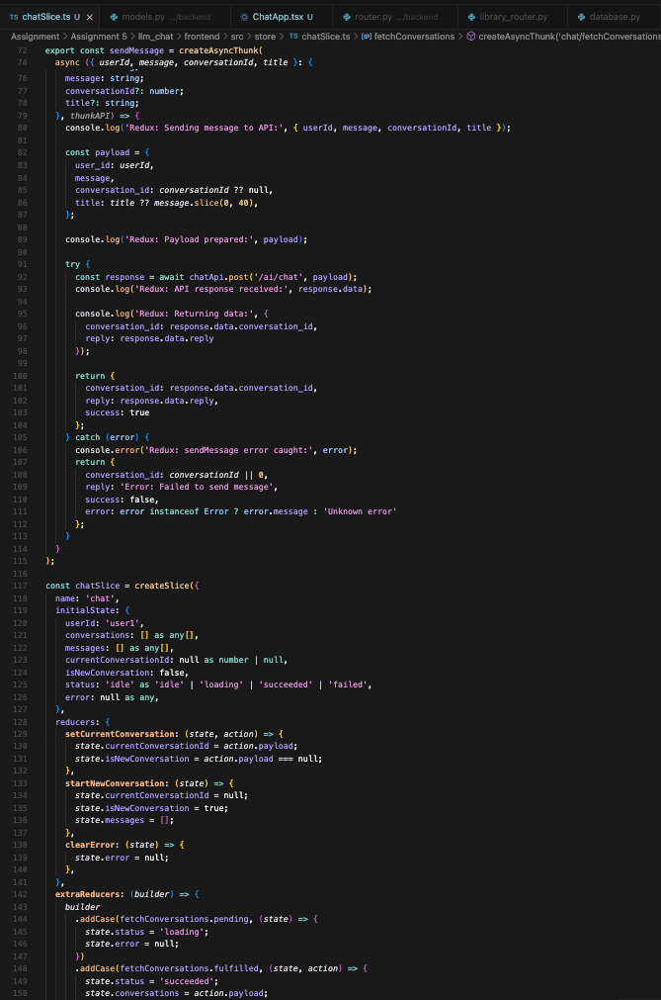 TS chatSlice.ts U × models.py .../backend ChatApp.tsx U router.py .../backend library_router.py database.py
Assignment > Assignment 5 > llm_chat > frontend > src > store > TS chatSlice.ts > fetchConversations > createAsyncThunk('chat/fetchConversations
72 export const sendMessage = createAsyncThunk(
74 async ({ userId, message, conversationId, title }: {
76 message: string;
77 conversationId?: number;
78 title?: string;
79 }, thunkAPI) => {
80 console.log('Redux: Sending message to API:', { userId, message, conversationId, title });
81
82 const payload = {
83 user_id: userId,
84 message,
85 conversation_id: conversationId ?? null,
86 title: title ?? message.slice(0, 40),
87 };
88
89 console.log('Redux: Payload prepared:', payload);
90
91 try {
92 const response = await chatApi.post('/ai/chat', payload);
93 console.log('Redux: API response received:', response.data);
94
95 console.log('Redux: Returning data:', {
96 conversation_id: response.data.conversation_id,
97 reply: response.data.reply
98 });
99
100 return {
101 conversation_id: response.data.conversation_id,
102 reply: response.data.reply,
103 success: true
104 };
105 } catch (error) {
106 console.error('Redux: sendMessage error caught:', error);
107 return {
108 conversation_id: conversationId || 0,
109 reply: 'Error: Failed to send message',
110 success: false,
111 error: error instanceof Error ? error.message : 'Unknown error'
112 };
113 }
114 }
115 );
116
117 const chatSlice = createSlice({
118 name: 'chat',
119 initialState: {
120 userId: 'user1',
121 conversations: [] as any[],
122 messages: [] as any[],
123 currentConversationId: null as number | null,
124 isNewConversation: false,
125 status: 'idle' as 'idle' | 'loading' | 'succeeded' | 'failed',
126 error: null as any,
127 },
128 reducers: {
129 setCurrentConversation: (state, action) => {
130 state.currentConversationId = action.payload;
131 state.isNewConversation = action.payload === null;
132 },
133 startNewConversation: (state) => {
134 state.currentConversationId = null;
135 state.isNewConversation = true;
136 state.messages = [];
137 },
138 clearError: (state) => {
139 state.error = null;
140 },
141 },
142 extraReducers: (builder) => {
143 builder
144 .addCase(fetchConversations.pending, (state) => {
145 state.status = 'loading';
146 state.error = null;
147 })
148 .addCase(fetchConversations.fulfilled, (state, action) => {
149 state.status = 'succeeded';
150 state.conversations = action.payload;